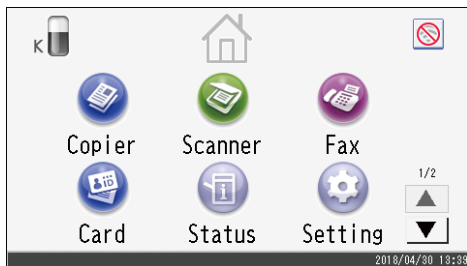 K
Copier Scanner Fax
1/2
Card Status Setting
2018/04/30 13:39